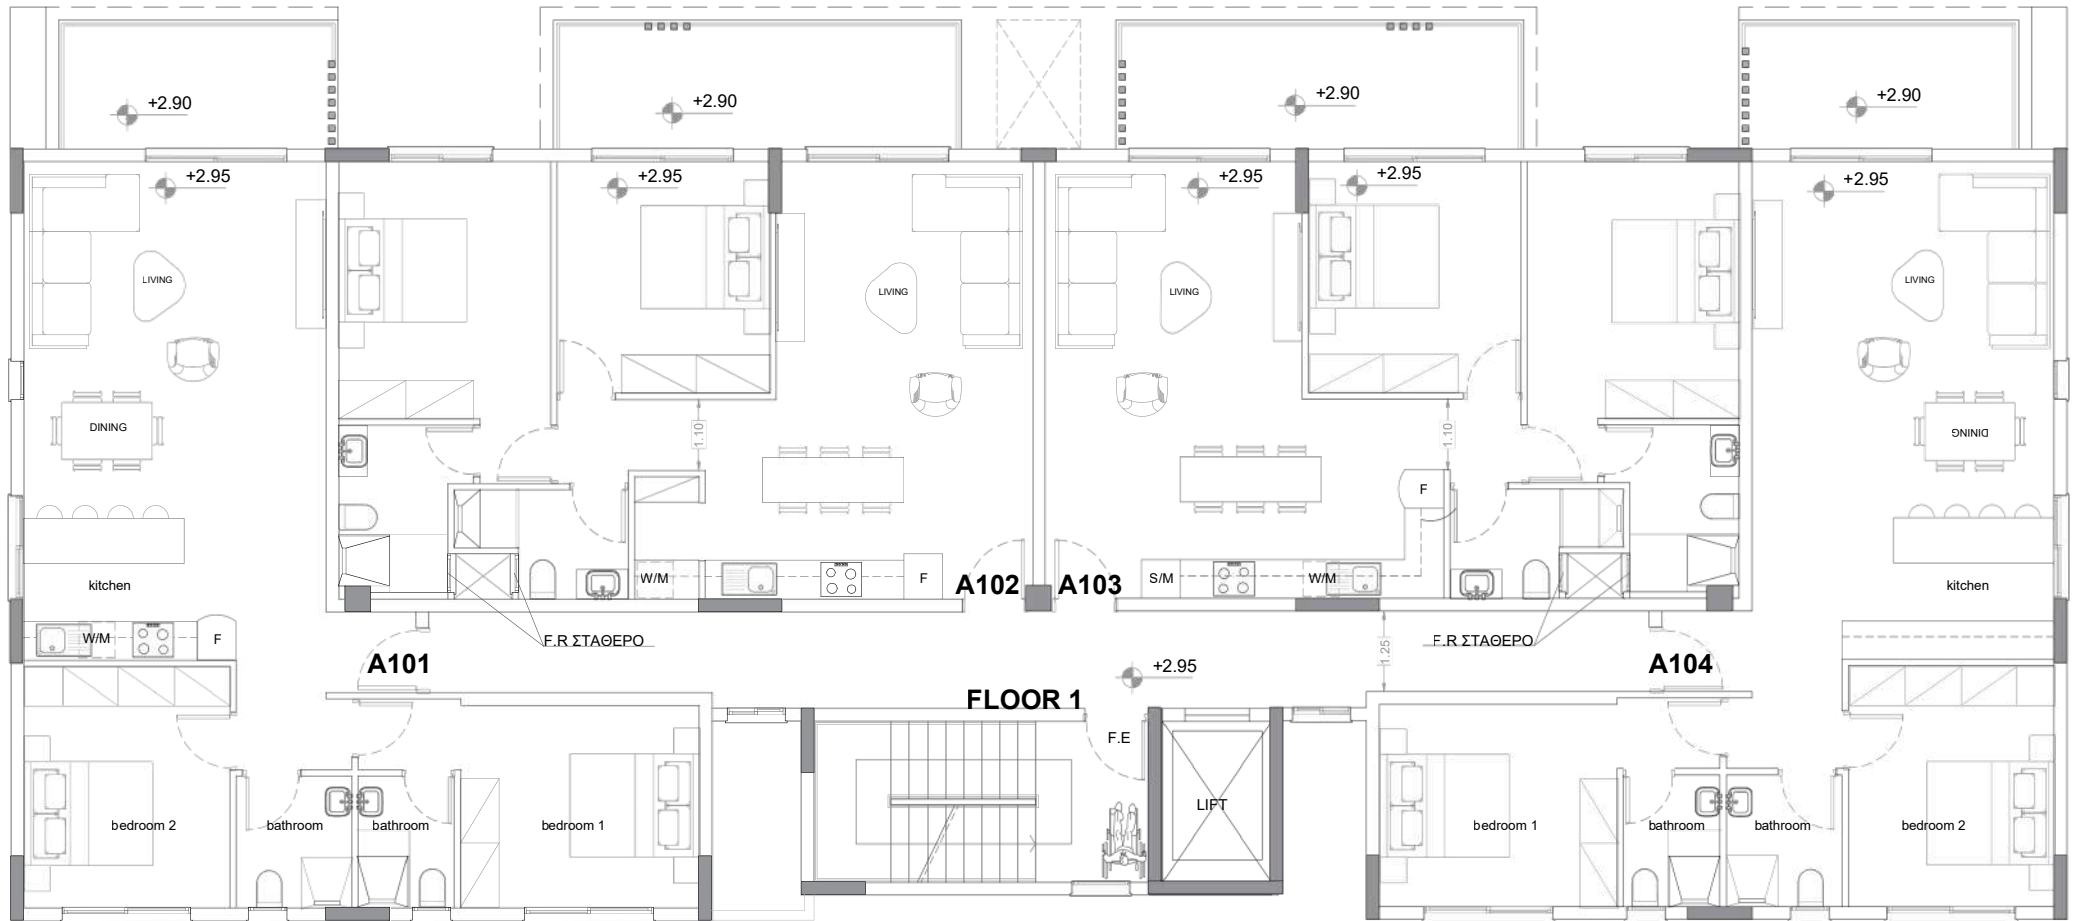 +2.90
+2.90
+2.90
+2.90
+2.95
+2.95
+2.95
+2.95
+2.95
LIVING
LIVING
LIVING
LIVING
DINING
1.10
1.10
DINING
F
kitchen
W/M
F
A102
A103
S/M
W/M
kitchen
W/M
F
F.R ΣΤΑΘΕΡΟ
F.R ΣΤΑΘΕΡΟ
1.25
A101
+2.95
A104
FLOOR 1
F.E
LIFT
bedroom 2
bathroom
bathroom
bedroom 1
bedroom 1
bathroom
bathroom
bedroom 2